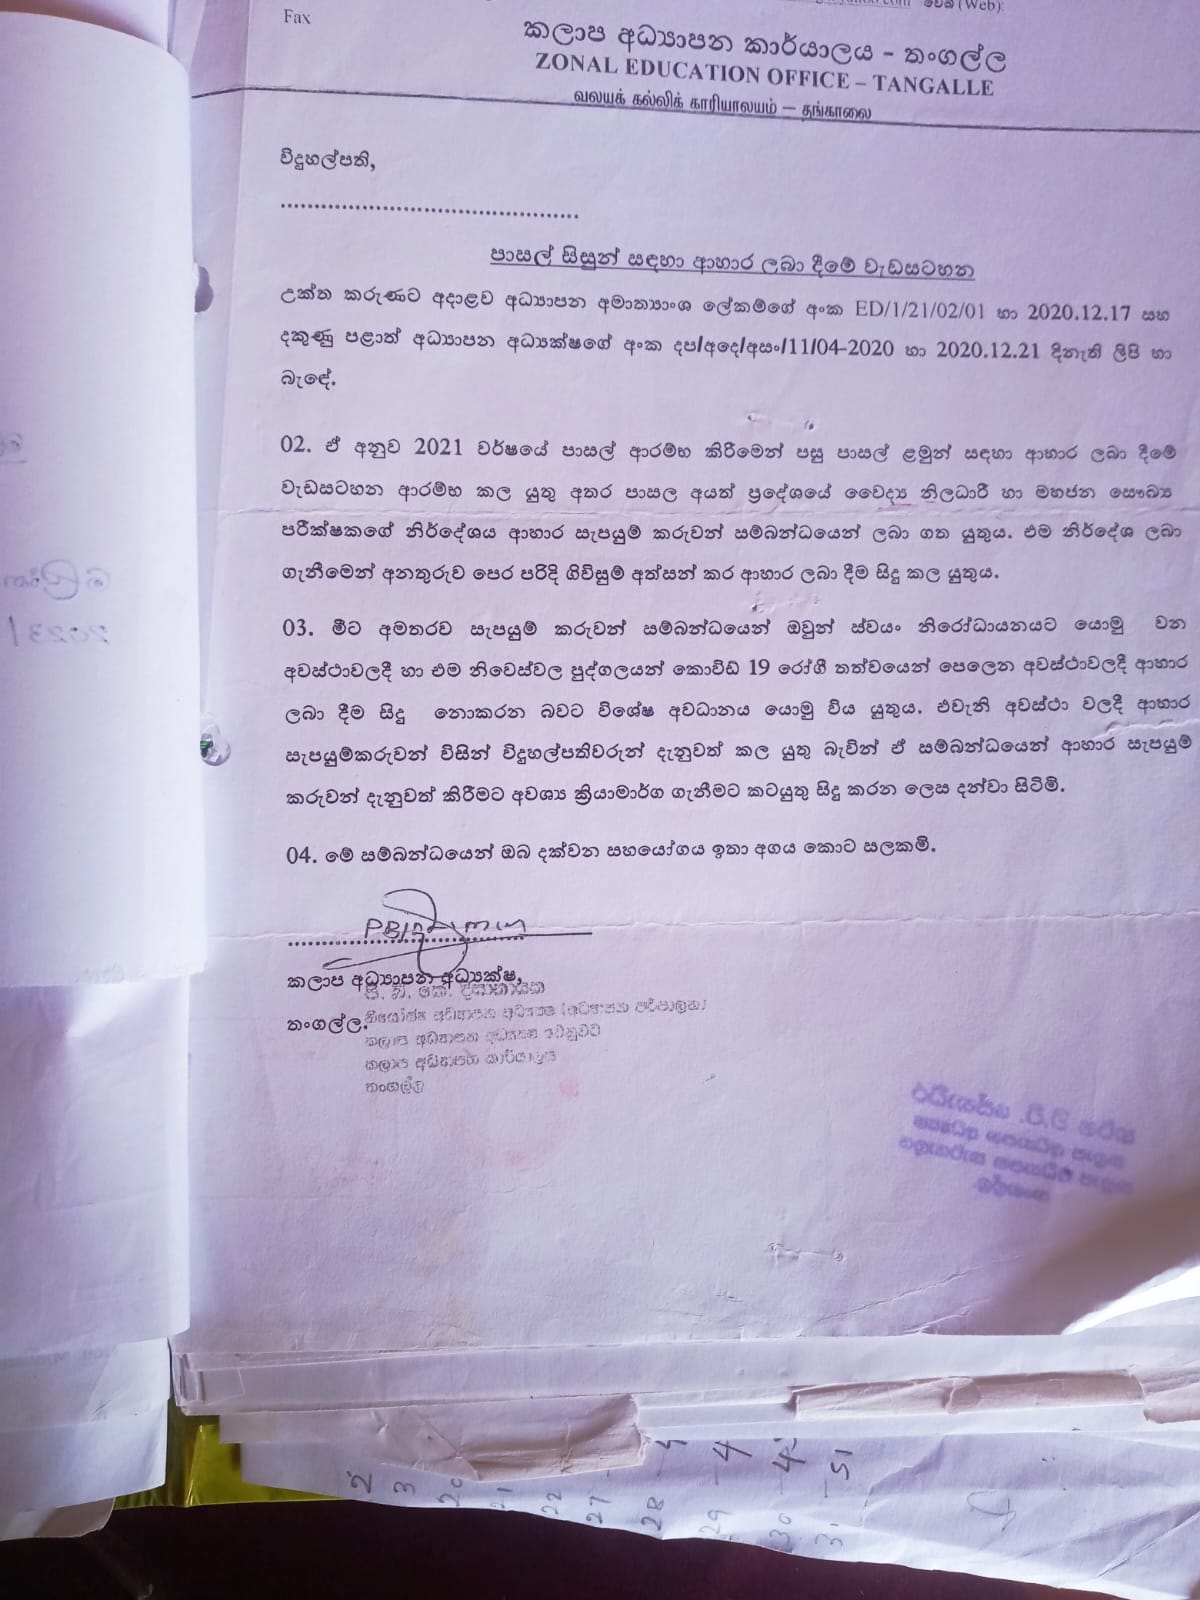 Fax
වෙබ් (Web):
කලාප අධ්‍යාපන කාර්යාලය - තංගල්ල
ZONAL EDUCATION OFFICE – TANGALLE
வலயக் கல்விக் காரியாலயம் – தங்காலை
විදුහල්පති,
................................................
පාසල් සිසුන් සඳහා ආහාර ලබා දීමේ වැඩසටහන
උක්ත කරුණට අදාළව අධ්‍යාපන අමාත්‍යාංශ ලේකම්ගේ අංක ED/1/21/02/01 හා 2020.12.17 සහ
දකුණු පළාත් අධ්‍යාපන අධ්‍යක්ෂගේ අංක දප/අදෙ/අසං/11/04-2020 හා 2020.12.21 දිනැති ලිපි හා
බැඳේ.
02. ඒ අනුව 2021 වර්ෂයේ පාසල් ආරම්භ කිරීමෙන් පසු පාසල් ළමුන් සඳහා ආහාර ලබා දීමේ
වැඩසටහන ආරම්භ කල යුතු අතර පාසල අයත් ප්‍රදේශයේ වෛද්‍ය නිලධාරී හා මහජන සෞඛ්‍ය
පරීක්ෂකගේ නිර්දේශය ආහාර සැපයුම් කරුවන් සම්බන්ධයෙන් ලබා ගත යුතුය. එම නිර්දේශ ලබා
ගැනීමෙන් අනතුරුව පෙර පරිදි ගිවිසුම් අත්සන් කර ආහාර ලබා දීම සිදු කල යුතුය.
03. මීට අමතරව සැපයුම් කරුවන් සම්බන්ධයෙන් ඔවුන් ස්වයං නිරෝධායනයට යොමු වන
අවස්ථාවලදී හා එම නිවෙස්වල පුද්ගලයන් කොවිඩ් 19 රෝගී තත්වයෙන් පෙලෙන අවස්ථාවලදී ආහාර
ලබා දීම සිදු නොකරන බවට විශේෂ අවධානය යොමු විය යුතුය. එවැනි අවස්ථා වලදී ආහාර
සැපයුම්කරුවන් විසින් විදුහල්පතිවරුන් දැනුවත් කල යුතු බැවින් ඒ සම්බන්ධයෙන් ආහාර සැපයුම්
කරුවන් දැනුවත් කිරීමට අවශ්‍ය ක්‍රියාමාර්ග ගැනීමට කටයුතු සිදු කරන ලෙස දන්වා සිටිමි.
04. මේ සම්බන්ධයෙන් ඔබ දක්වන සහයෝගය ඉතා අගය කොට සලකමි.
කලාප අධ්‍යාපන අධ්‍යක්ෂ,
තංගල්ල.
නියෝජ්‍ය අධ්‍යාපන අධ්‍යක්ෂ (අධ්‍යාපන පරිපාලන)
කලාප අධ්‍යාපන අධ්‍යක්ෂ වෙනුවට
කලාප අධ්‍යාපන කාර්යාලය
තංගල්ල
2
3
20
21
22
27
28
29 - 4
30
31 - 51